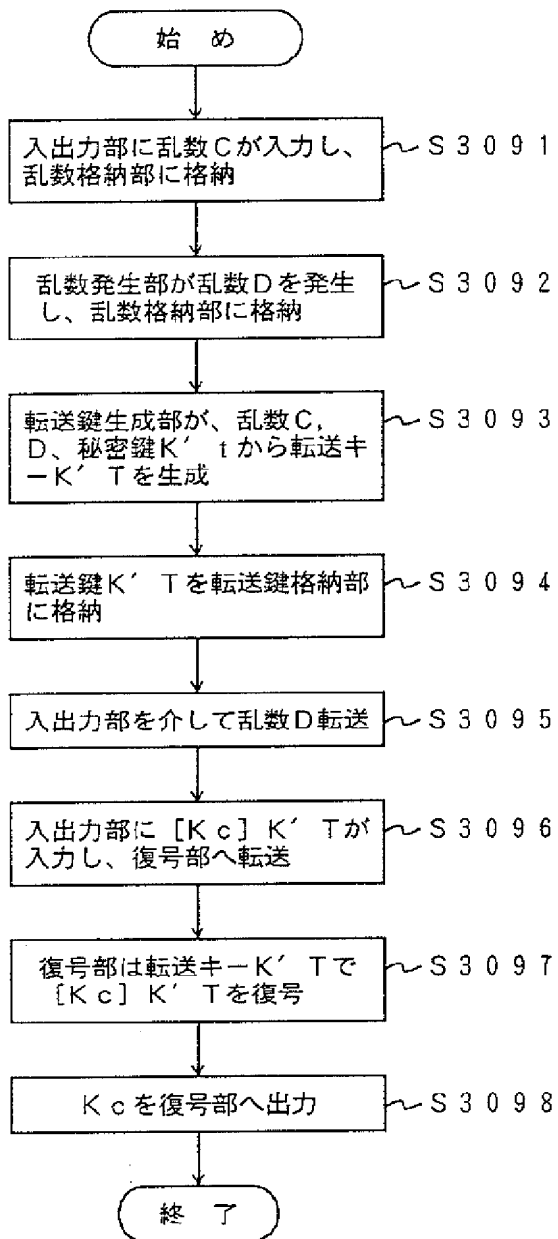 始　め
入出力部に乱数Cが入力し、 S3091
乱数格納部に格納
乱数発生部が乱数Dを発生 S3092
し、乱数格納部に格納
転送鍵生成部が、乱数C, S3093
D、秘密鍵K′tから転送キ
ーK′Tを生成
転送鍵K′Tを転送鍵格納部 S3094
に格納
入出力部を介して乱数D転送 S3095
入出力部に［Kc］K′Tが S3096
入力し、復号部へ転送
復号部は転送キーK′Tで S3097
［Kc］K′Tを復号
Kcを復号部へ出力 S3098
終　了